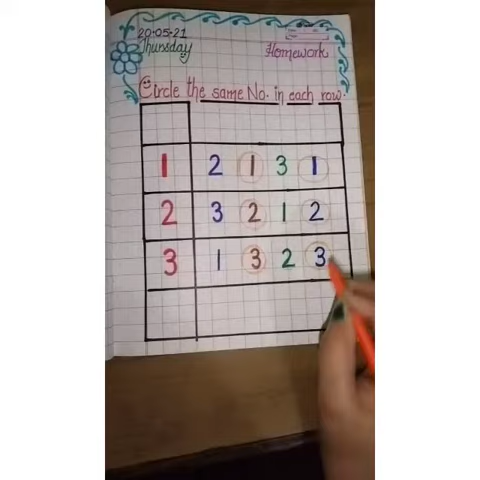 20-05-21
Thursday
Homework
Circle the same No. in each row.
1 2 1 3 1
2 3 2 1 2
3 1 3 2 3